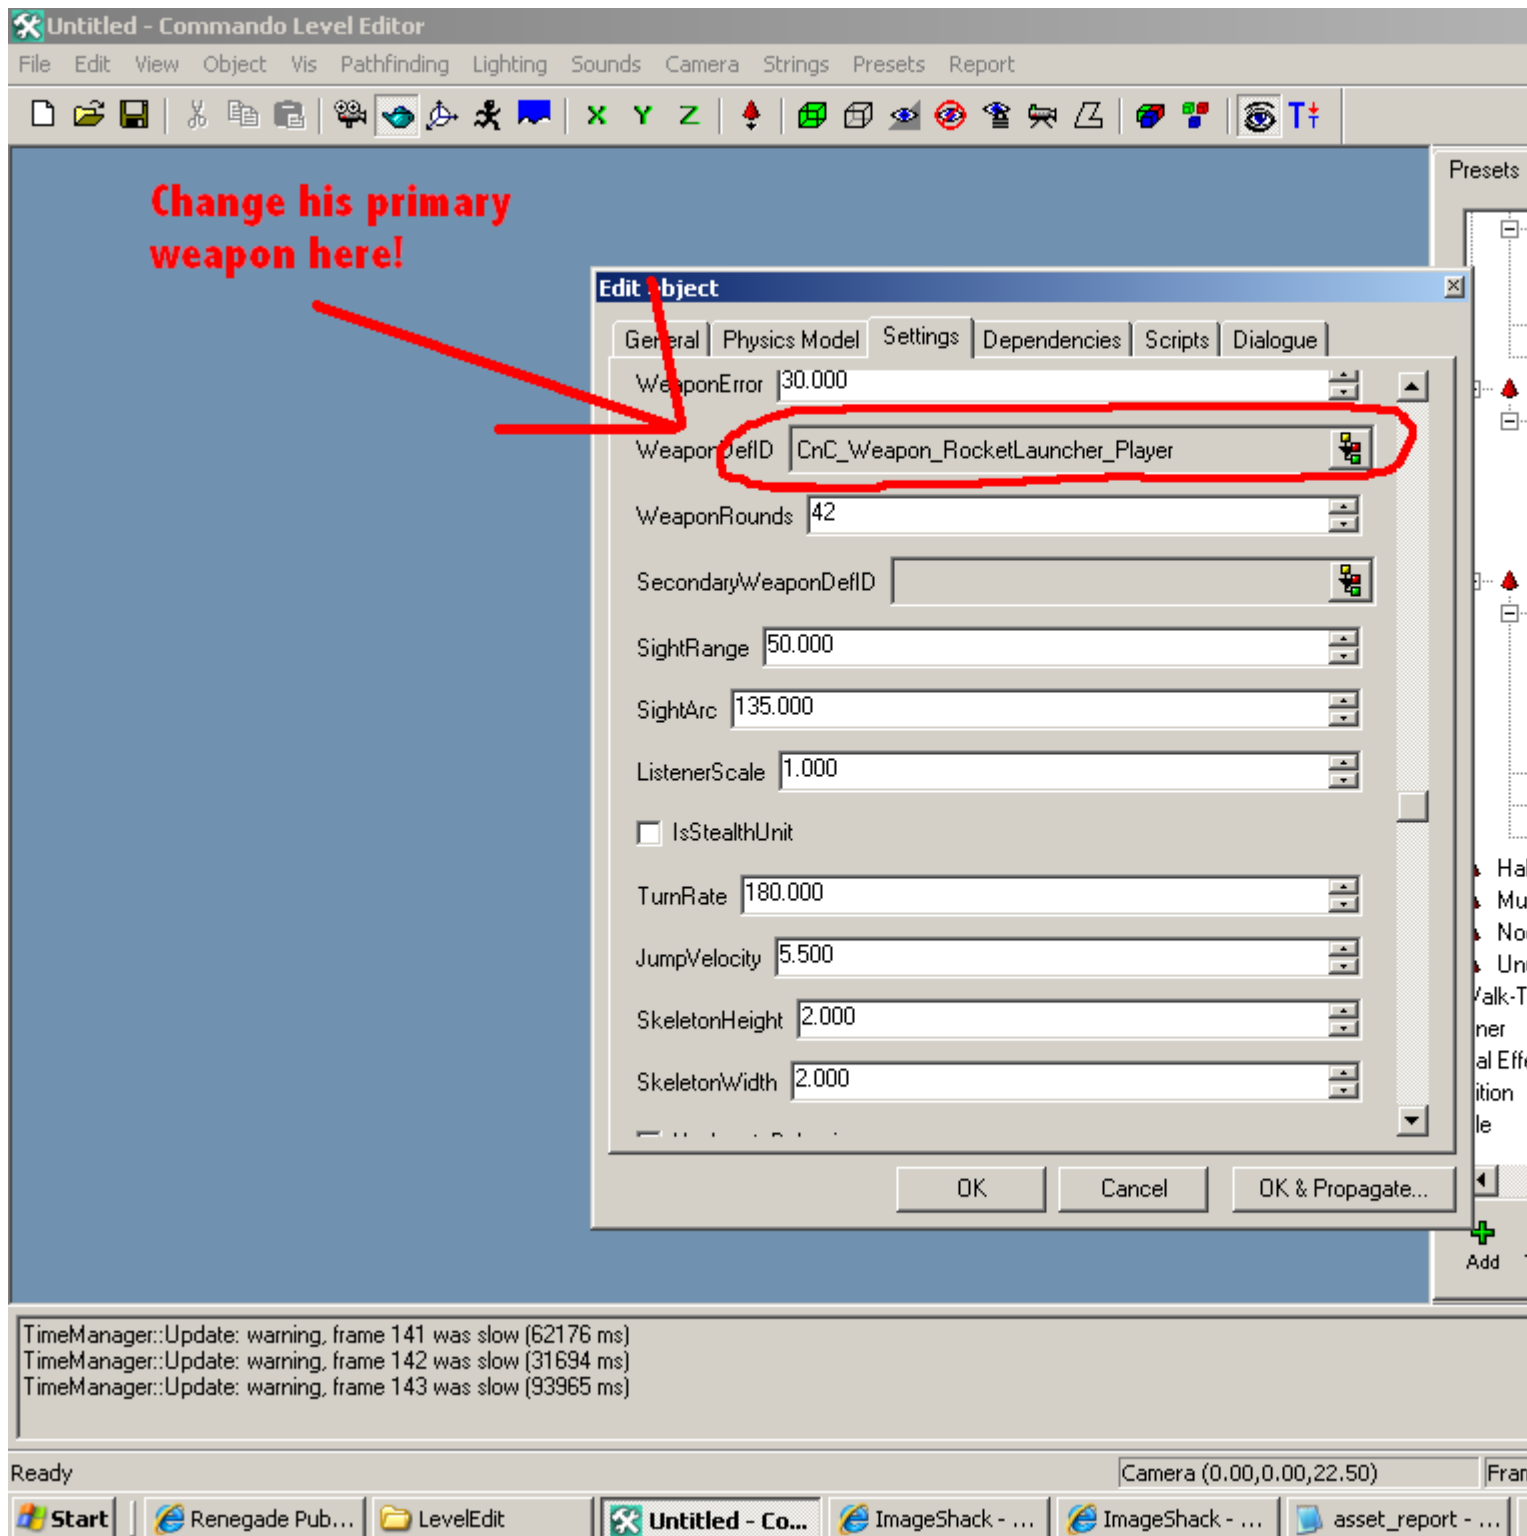 Untitled - Commando Level Editor
File Edit View Object Vis Pathfinding Lighting Sounds Camera Strings Presets Report
X Y Z
Presets
Change his primary
weapon here!
Edit Object
General Physics Model Settings Dependencies Scripts Dialogue
WeaponError 30.000
WeaponDefID CnC_Weapon_RocketLauncher_Player
WeaponRounds 42
SecondaryWeaponDefID
SightRange 50.000
SightArc 135.000
ListenerScale 1.000
IsStealthUnit
TurnRate 180.000
JumpVelocity 5.500
SkeletonHeight 2.000
SkeletonWidth 2.000
OK Cancel OK & Propagate...
Add
TimeManager::Update: warning, frame 141 was slow (62176 ms)
TimeManager::Update: warning, frame 142 was slow (31694 ms)
TimeManager::Update: warning, frame 143 was slow (93965 ms)
Ready Camera (0.00,0.00,22.50) Fran
Start Renegade Pub... LevelEdit Untitled - Co... ImageShack - ... ImageShack - ... asset_report - ...